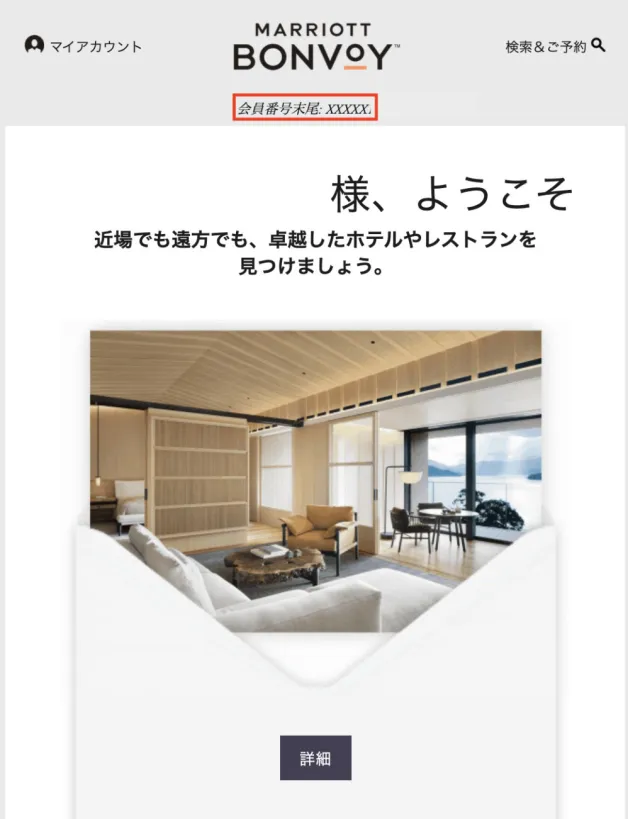 マイアカウント
MARRIOTT
BONVOY™
検索＆ご予約
会員番号末尾: XXXXX
様、ようこそ
近場でも遠方でも、卓越したホテルやレストランを
見つけましょう。
詳細